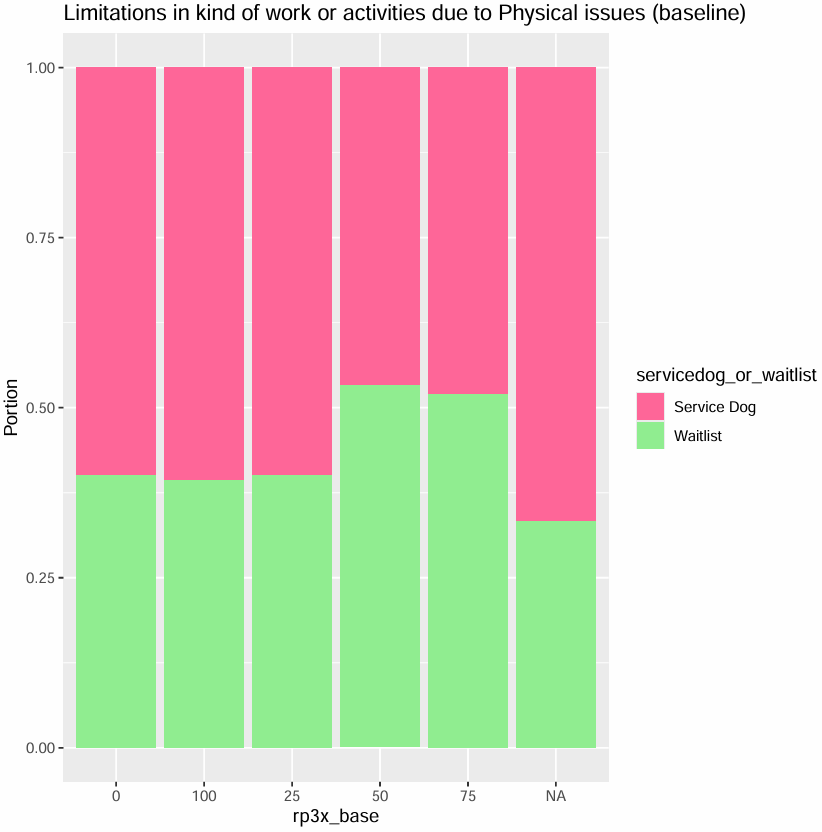 Limitations in kind of work or activities due to Physical issues (baseline)
1.00
0.75
0.50
0.25
0.00
Portion
0 100 25 50 75 NA
rp3x_base
servicedog_or_waitlist
Service Dog
Waitlist